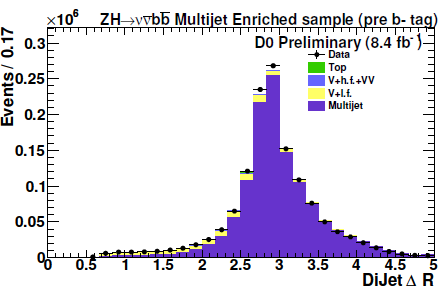 ×10⁶ ZH→νν̅bb̅ Multijet Enriched sample (pre b- tag)
D0 Preliminary (8.4 fb⁻¹)
Data
Top
V+h.f.+VV
V+l.f.
Multijet
Events / 0.17
0.3
0.25
0.2
0.15
0.1
0.05
0
0 0.5 1 1.5 2 2.5 3 3.5 4 4.5 5
DiJet Δ R